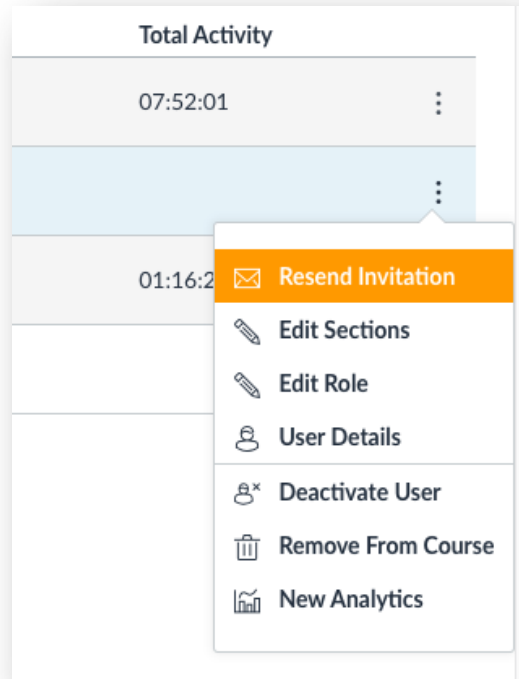 Total Activity
07:52:01
01:16:2
Resend Invitation
Edit Sections
Edit Role
User Details
Deactivate User
Remove From Course
New Analytics